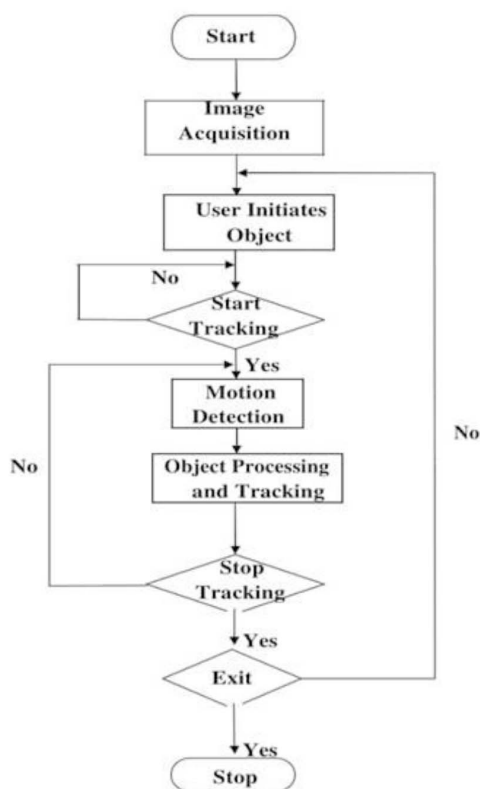 Start
Image
Acquisition
User Initiates
Object
No
Start
Tracking
Yes
Motion
Detection
No
No
Object Processing
and Tracking
Stop
Tracking
Yes
Exit
Yes
Stop